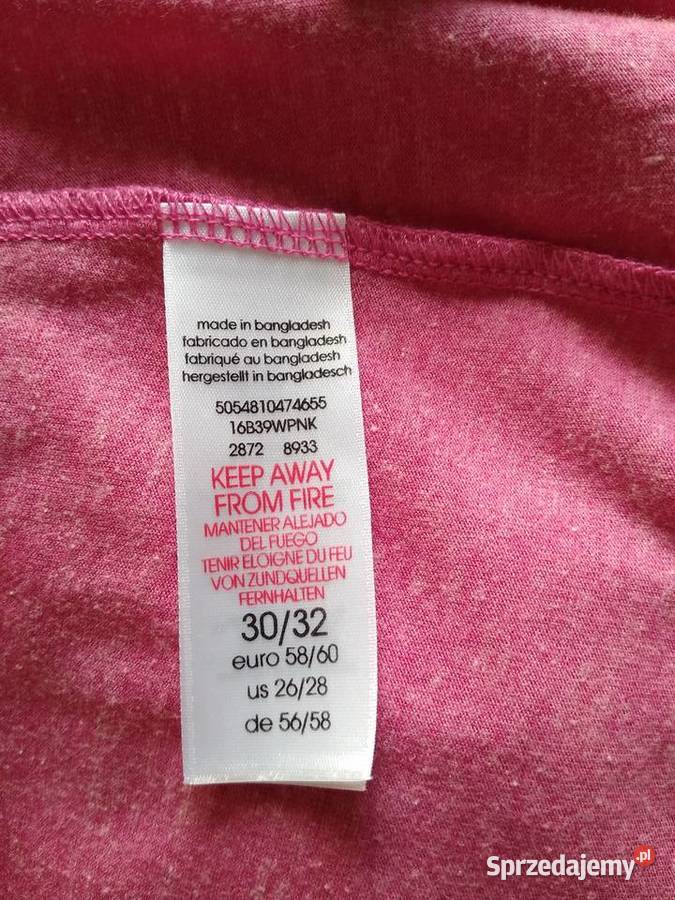 made in bangladesh
fabricado en bangladesh
fabriqué au bangladesh
hergestellt in bangladesch
5054810474655
16B39WPNK
2872 8933
KEEP AWAY
FROM FIRE
MANTENER ALEJADO
DEL FUEGO
TENIR ELOIGNE DU FEU
VON ZUNDQUELLEN
FERNHALTEN
30/32
euro 58/60
us 26/28
de 56/58
Sprzedajemy.pl